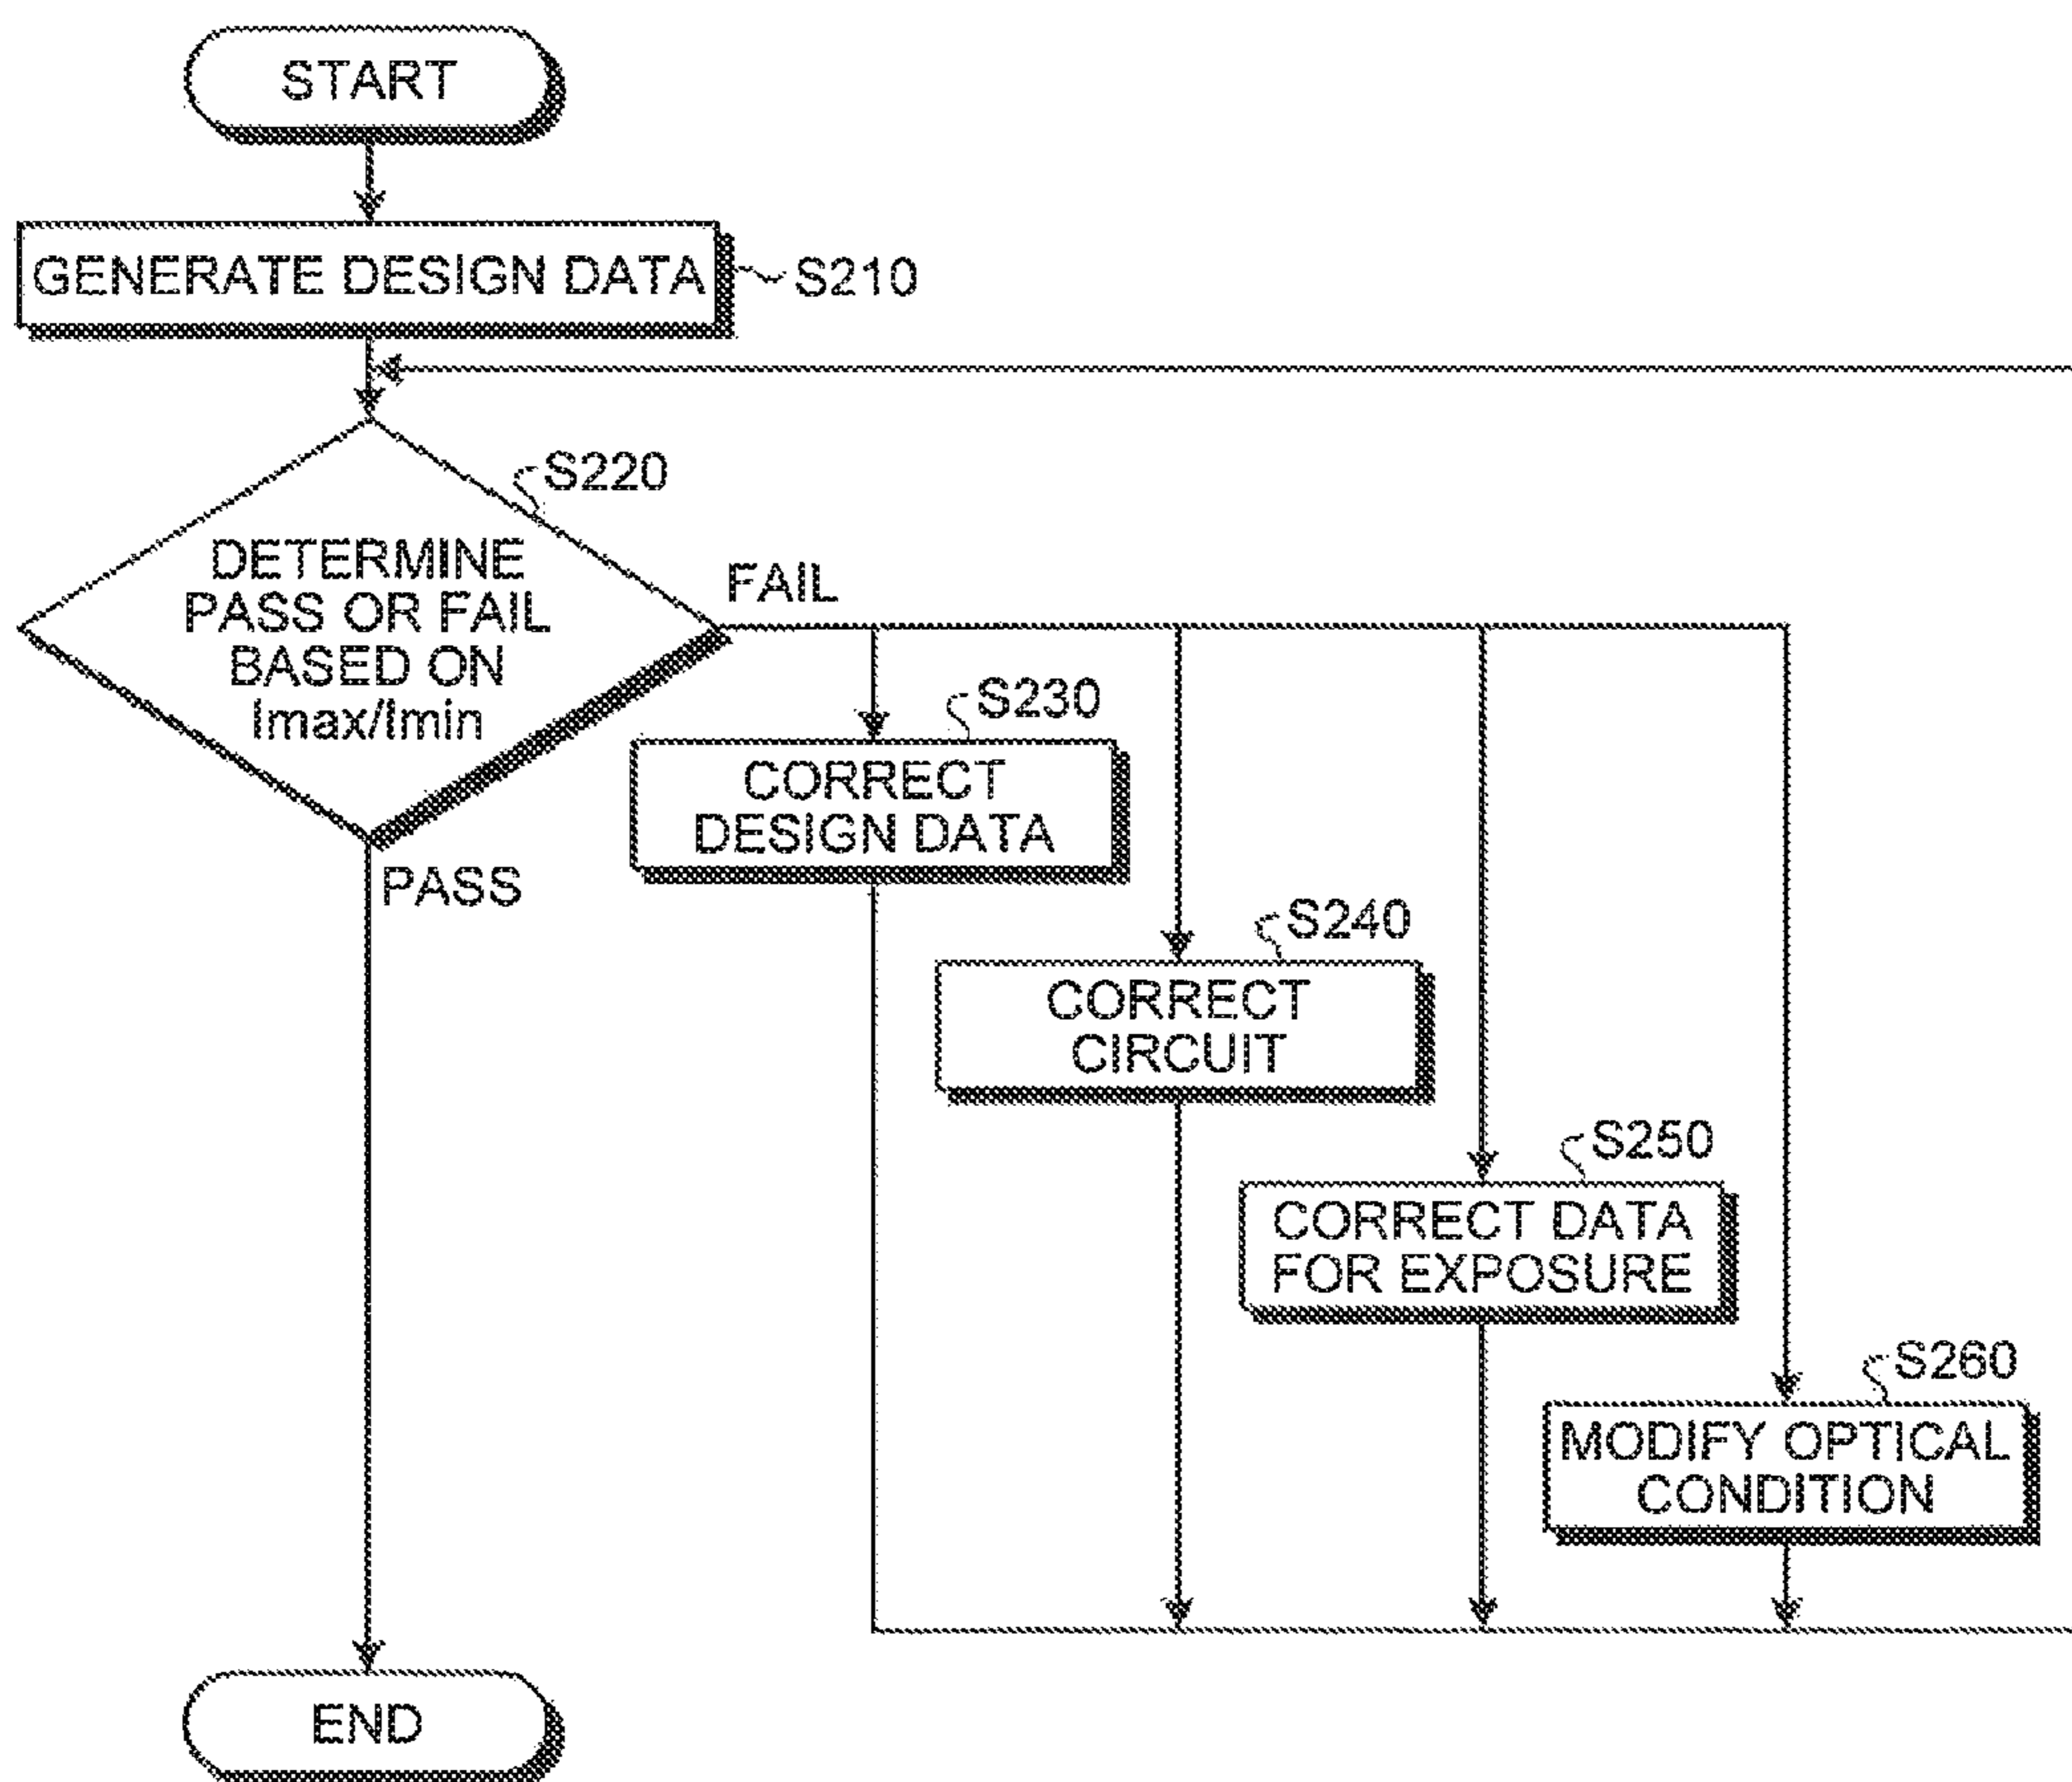 START
GENERATE DESIGN DATA
S210
S220
DETERMINE
PASS OR FAIL
BASED ON
Imax/Imin
FAIL
PASS
S230
CORRECT
DESIGN DATA
S240
CORRECT
CIRCUIT
S250
CORRECT DATA
FOR EXPOSURE
S260
MODIFY OPTICAL
CONDITION
END